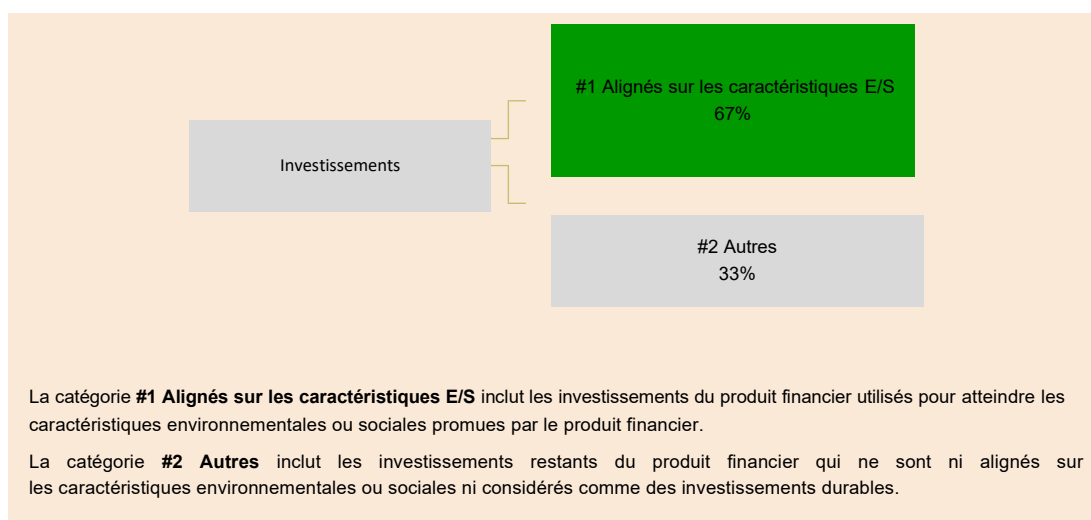 #1 Alignés sur les caractéristiques E/S
67%
Investissements
#2 Autres
33%
La catégorie #1 Alignés sur les caractéristiques E/S inclut les investissements du produit financier utilisés pour atteindre les
caractéristiques environnementales ou sociales promues par le produit financier.
La catégorie #2 Autres inclut les investissements restants du produit financier qui ne sont ni alignés sur
les caractéristiques environnementales ou sociales ni considérés comme des investissements durables.